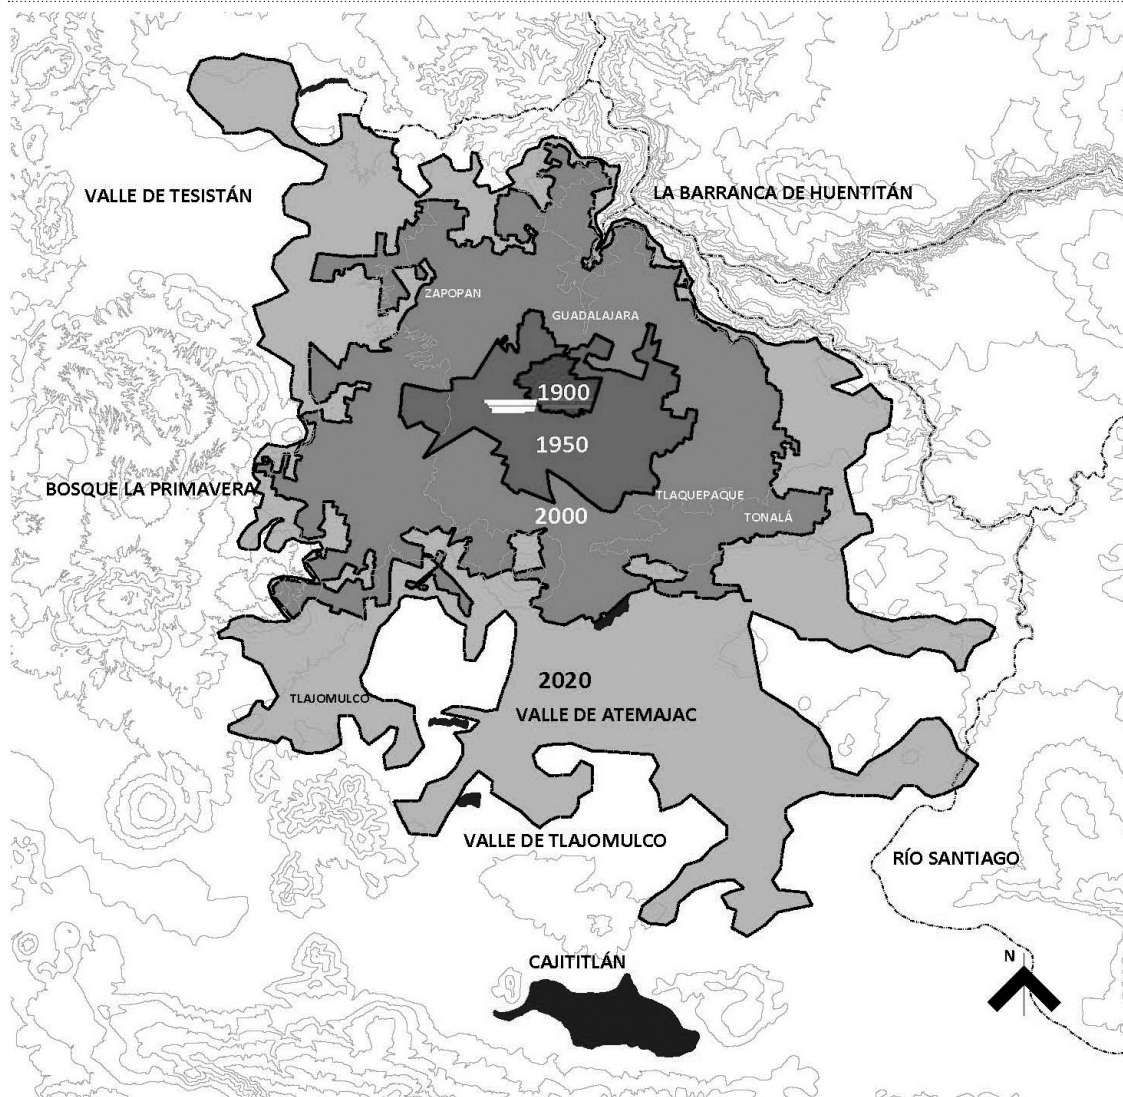 VALLE DE TESISTÁN
LA BARRANCA DE HUENTITÁN
ZAPOPAN
GUADALAJARA
1900
1950
BOSQUE LA PRIMAVERA
TLAQUEPAQUE
2000
TONALÁ
2020
TLAJOMULCO
VALLE DE ATEMAJAC
VALLE DE TLAJOMULCO
RÍO SANTIAGO
CAJITITLÁN
N